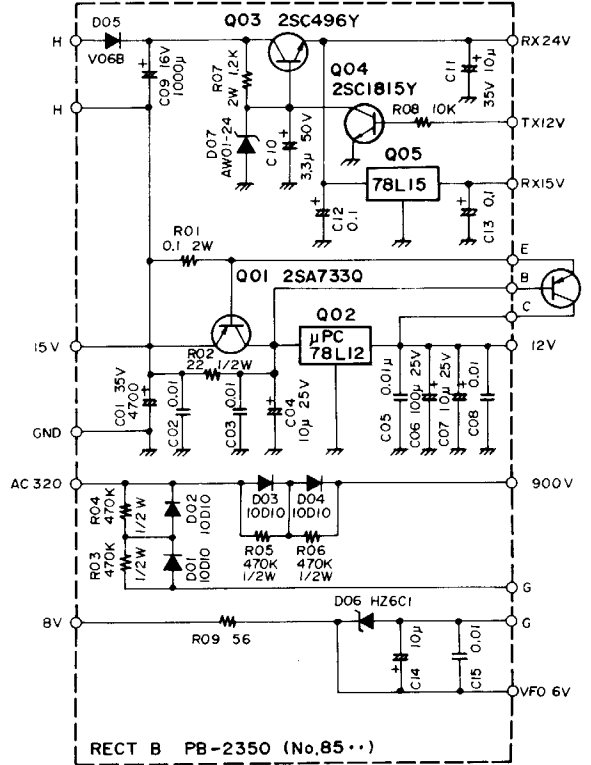 D05
V06B
H
H
C09 16V
1000μ
R07
2W 1.2K
Q03 2SC496Y
D07
AW01-24
C10
3.3μ 50V
Q04
2SC1815Y
R08 10K
C11
35V 10μ
RX24V
TX12V
Q05
78L15
C12
0.1
C13
0.1
RX15V
R01
0.1 2W
Q01 2SA733Q
E
B
C
15V
R02
22 1/2W
Q02
μPC
78L12
12V
C01 35V
4700
C02 0.01
C03 0.01
C04
10μ 25V
C05 0.01μ
C06 100μ 25V
C07 10μ 25V
C08 0.01
GND
AC320
R04
470K
1/2W
D02
10D10
D03
10D10
D04
10D10
900V
R03
470K
1/2W
D01
10D10
R05
470K
1/2W
R06
470K
1/2W
G
8V
R09 56
D06 HZ6C1
G
C14 10μ
C15 0.01
VFO 6V
RECT B PB-2350 (No,85··)